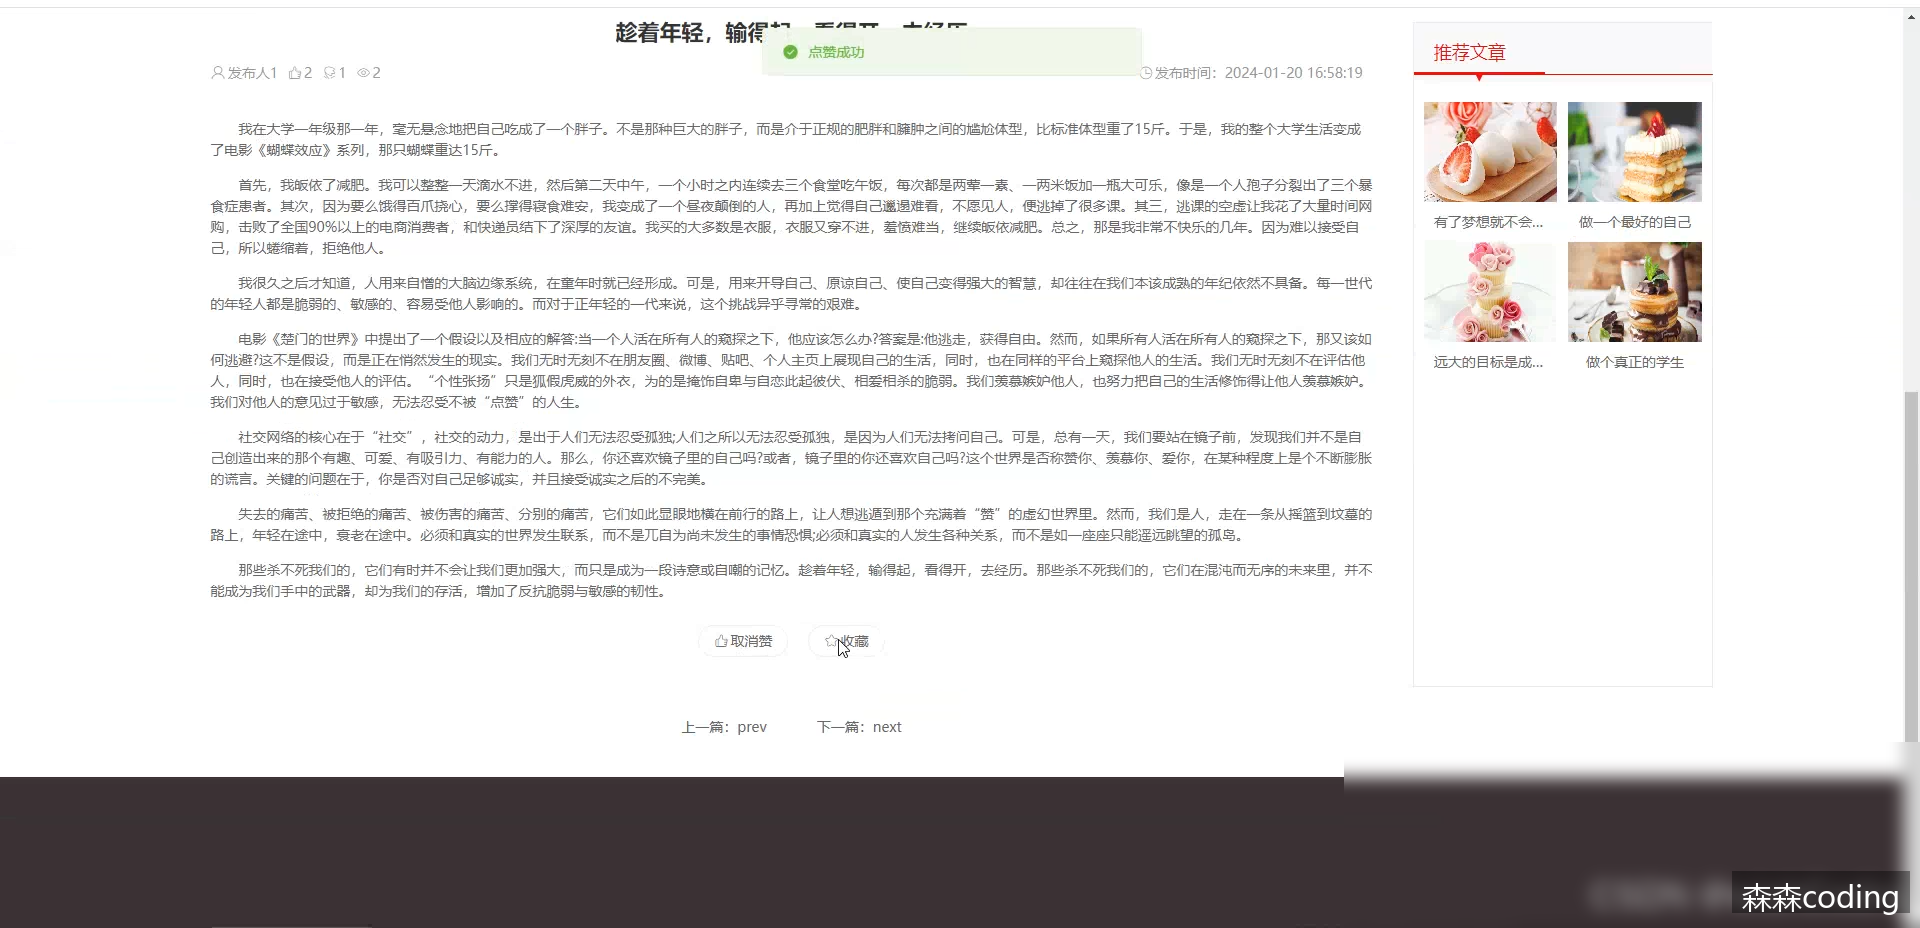 趁着年轻，输得起，看得开，去经历
点赞成功
发布人1 2 1 2
发布时间：2024-01-20 16:58:19
我在大学一年级那一年，毫无悬念地把自己吃成了一个胖子。不是那种巨大的胖子，而是介于正规的肥胖和臃肿之间的尴尬体型，比标准体型重了15斤。于是，我的整个大学生活变成
了电影《蝴蝶效应》系列，那只蝴蝶重达15斤。
首先，我皈依了减肥。我可以整整一天滴水不进，然后第二天中午，一个小时之内连续去三个食堂吃午饭，每次都是两荤一素、一两米饭加一瓶大可乐，像是一个人孢子分裂出了三个暴
食症患者。其次，因为要么饿得百爪挠心，要么撑得寝食难安，我变成了一个昼夜颠倒的人，再加上觉得自己邋遢难看，不愿见人，便逃掉了很多课。其三，逃课的空虚让我花了大量时间网
购，击败了全国90%以上的电商消费者，和快递员结下了深厚的友谊。我买的大多数是衣服，衣服又穿不进，羞愤难当，继续皈依减肥。总之，那是我非常不快乐的几年。因为难以接受自
己，所以蜷缩着，拒绝他人。
我很久之后才知道，人用来自憎的大脑边缘系统，在童年时就已经形成。可是，用来开导自己、原谅自己、使自己变得强大的智慧，却往往在我们本该成熟的年纪依然不具备。每一世代
的年轻人都是脆弱的、敏感的、容易受他人影响的。而对于正年轻的一代来说，这个挑战异乎寻常的艰难。
电影《楚门的世界》中提出了一个假设以及相应的解答:当一个人活在所有人的窥探之下，他应该怎么办?答案是:他逃走，获得自由。然而，如果所有人活在所有人的窥探之下，那又该如
何逃避?这不是假设，而是正在悄然发生的现实。我们无时无刻不在朋友圈、微博、贴吧、个人主页上展现自己的生活，同时，也在同样的平台上窥探他人的生活。我们无时无刻不在评估他
人，同时，也在接受他人的评估。“个性张扬”只是狐假虎威的外衣，为的是掩饰自卑与自恋此起彼伏、相爱相杀的脆弱。我们羡慕嫉妒他人，也努力把自己的生活修饰得让他人羡慕嫉妒。
我们对他人的意见过于敏感，无法忍受不被“点赞”的人生。
社交网络的核心在于“社交”，社交的动力，是出于人们无法忍受孤独;人们之所以无法忍受孤独，是因为人们无法拷问自己。可是，总有一天，我们要站在镜子前，发现我们并不是自
己创造出来的那个有趣、可爱、有吸引力、有能力的人。那么，你还喜欢镜子里的自己吗?或者，镜子里的你还喜欢自己吗?这个世界是否称赞你、羡慕你、爱你，在某种程度上是个不断膨胀
的谎言。关键的问题在于，你是否对自己足够诚实，并且接受诚实之后的不完美。
失去的痛苦、被拒绝的痛苦、被伤害的痛苦、分别的痛苦，它们如此显眼地横在前行的路上，让人想逃遁到那个充满着“赞”的虚幻世界里。然而，我们是人，走在一条从摇篮到坟墓的
路上，年轻在途中，衰老在途中。必须和真实的世界发生联系，而不是兀自为尚未发生的事情恐惧;必须和真实的人发生各种关系，而不是如一座座只能遥远眺望的孤岛。
那些杀不死我们的，它们有时并不会让我们更加强大，而只是成为一段诗意或自嘲的记忆。趁着年轻，输得起，看得开，去经历。那些杀不死我们的，它们在混沌而无序的未来里，并不
能成为我们手中的武器，却为我们的存活，增加了反抗脆弱与敏感的韧性。
取消赞 收藏
上一篇：prev 下一篇：next
推荐文章
有了梦想就不会... 做一个最好的自己
远大的目标是成... 做个真正的学生
森森coding